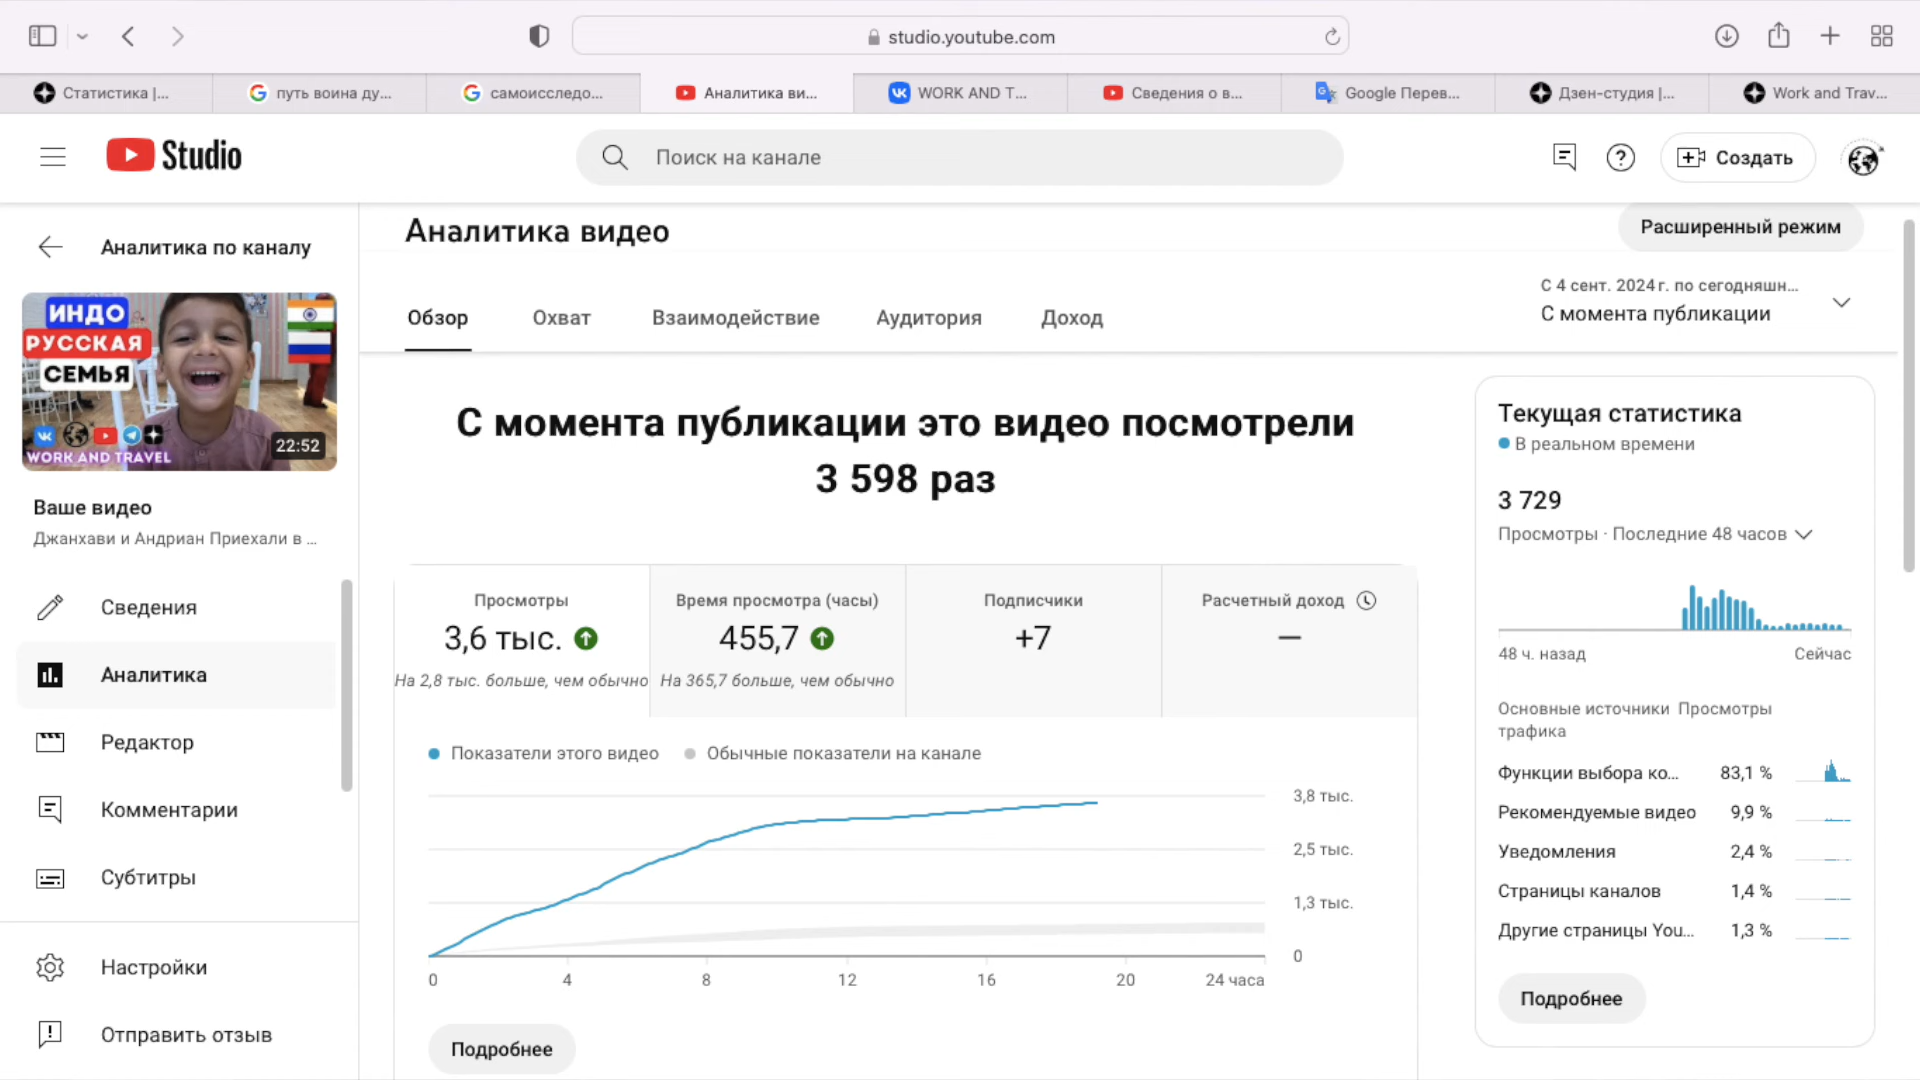 studio.youtube.com
Статистика |...
путь воина ду...
самоисследо...
Аналитика ви...
WORK AND T...
Сведения о в...
Google Перев...
Дзен-студия |...
Work and Trav...
Studio
Поиск на канале
Создать
Аналитика по каналу
ИНДО
РУССКАЯ
СЕМЬЯ
WORK AND TRAVEL
22:52
Ваше видео
Джанхави и Андриан Приехали в ...
Сведения
Аналитика
Редактор
Комментарии
Субтитры
Настройки
Отправить отзыв
Аналитика видео
Расширенный режим
Обзор
Охват
Взаимодействие
Аудитория
Доход
С 4 сент. 2024 г. по сегодняшн...
С момента публикации
С момента публикации это видео посмотрели
3 598 раз
Просмотры
3,6 тыс.
На 2,8 тыс. больше, чем обычно
Время просмотра (часы)
455,7
На 365,7 больше, чем обычно
Подписчики
+7
Расчетный доход
—
Показатели этого видео
Обычные показатели на канале
3,8 тыс.
2,5 тыс.
1,3 тыс.
0
0 4 8 12 16 20 24 часа
Подробнее
Текущая статистика
В реальном времени
3 729
Просмотры · Последние 48 часов
48 ч. назад Сейчас
Основные источники Просмотры
трафика
Функции выбора ко... 83,1 %
Рекомендуемые видео 9,9 %
Уведомления 2,4 %
Страницы каналов 1,4 %
Другие страницы You... 1,3 %
Подробнее